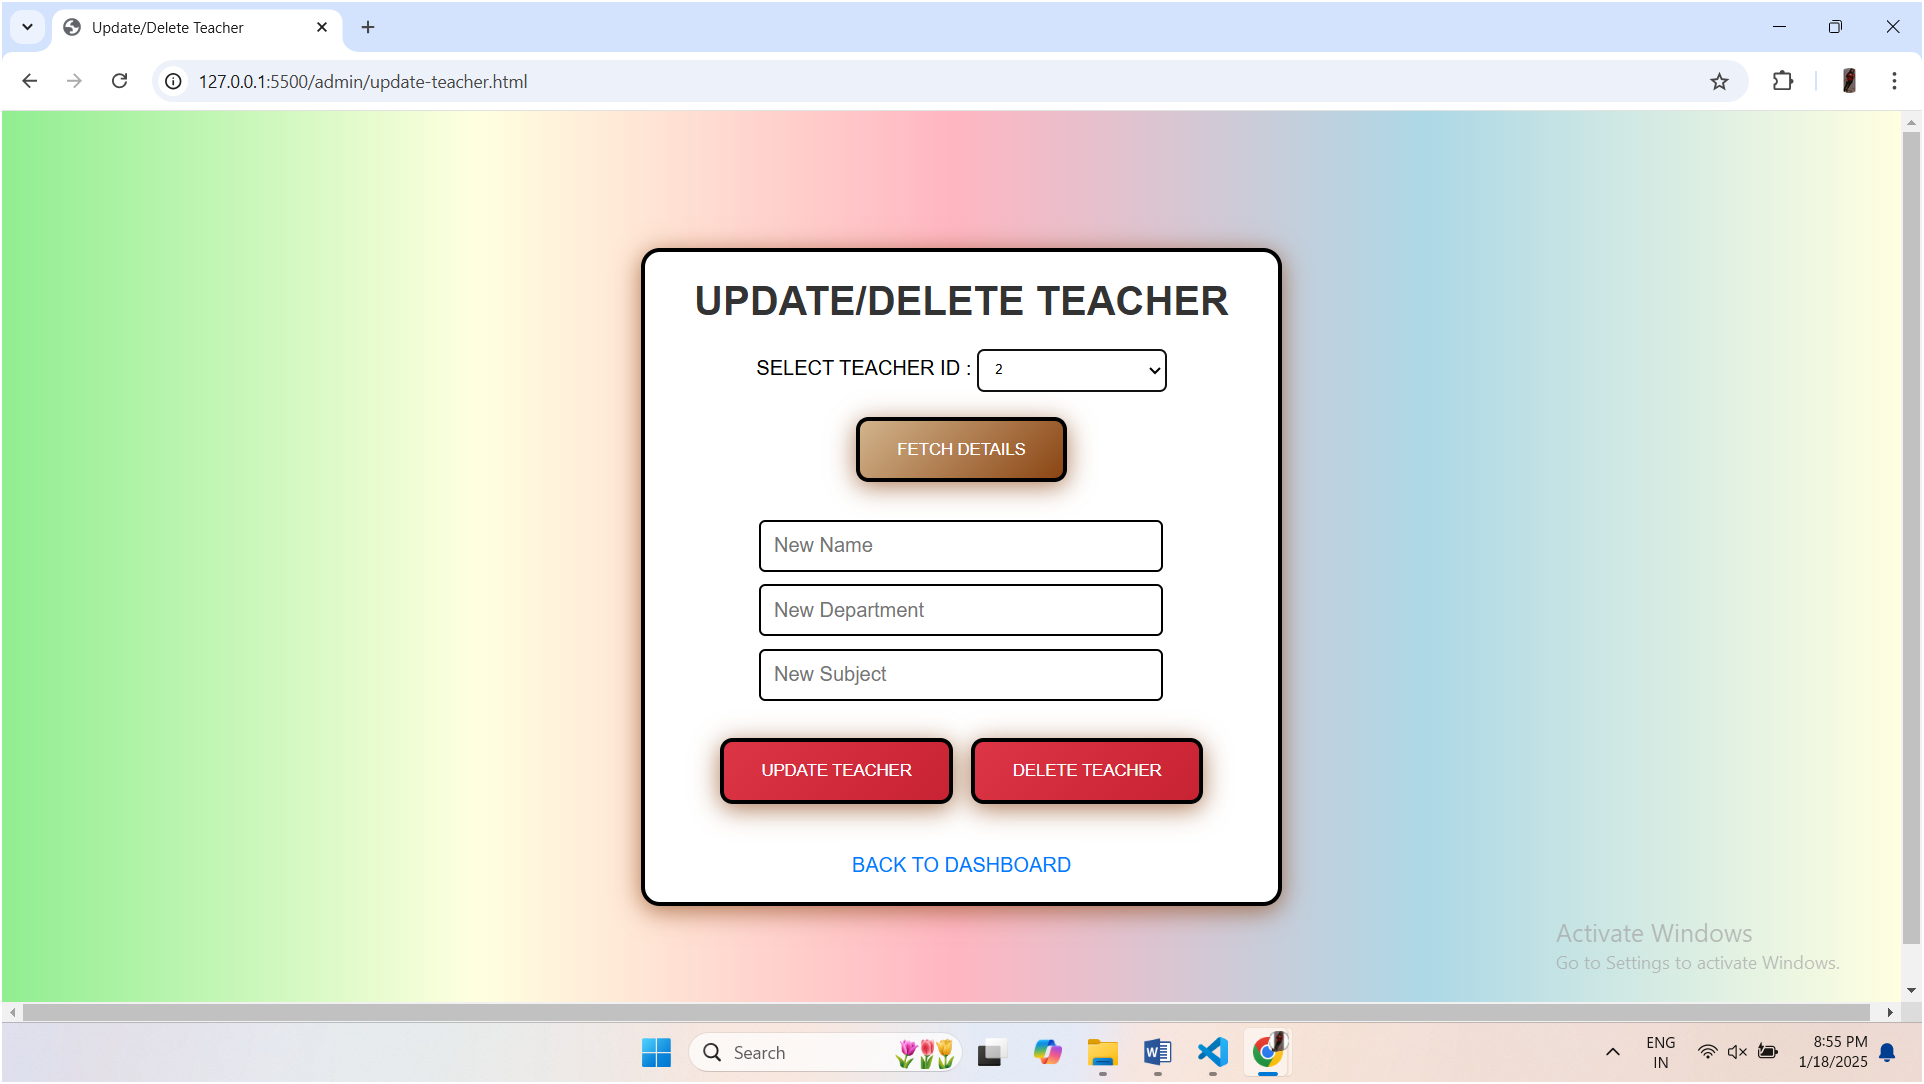 Update/Delete Teacher
127.0.0.1:5500/admin/update-teacher.html
UPDATE/DELETE TEACHER
SELECT TEACHER ID : 2
FETCH DETAILS
New Name
New Department
New Subject
UPDATE TEACHER DELETE TEACHER
BACK TO DASHBOARD
Activate Windows
Go to Settings to activate Windows.
Search
ENG
IN
8:55 PM
1/18/2025